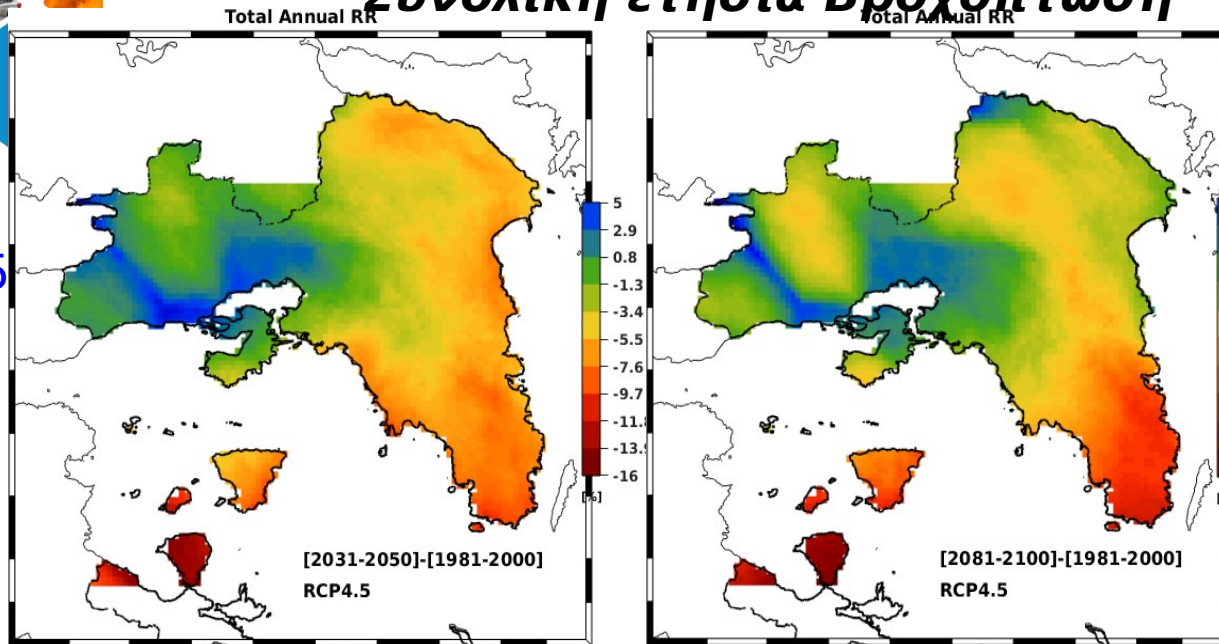 Συνολική ετήσια Βροχόπτωση
Total Annual RR
Total Annual RR
5
2.9
0.8
-1.3
-3.4
-5.5
-7.6
-9.7
-16
[%]
[2031-2050]-[1981-2000]
RCP4.5
[2081-2100]-[1981-2000]
RCP4.5